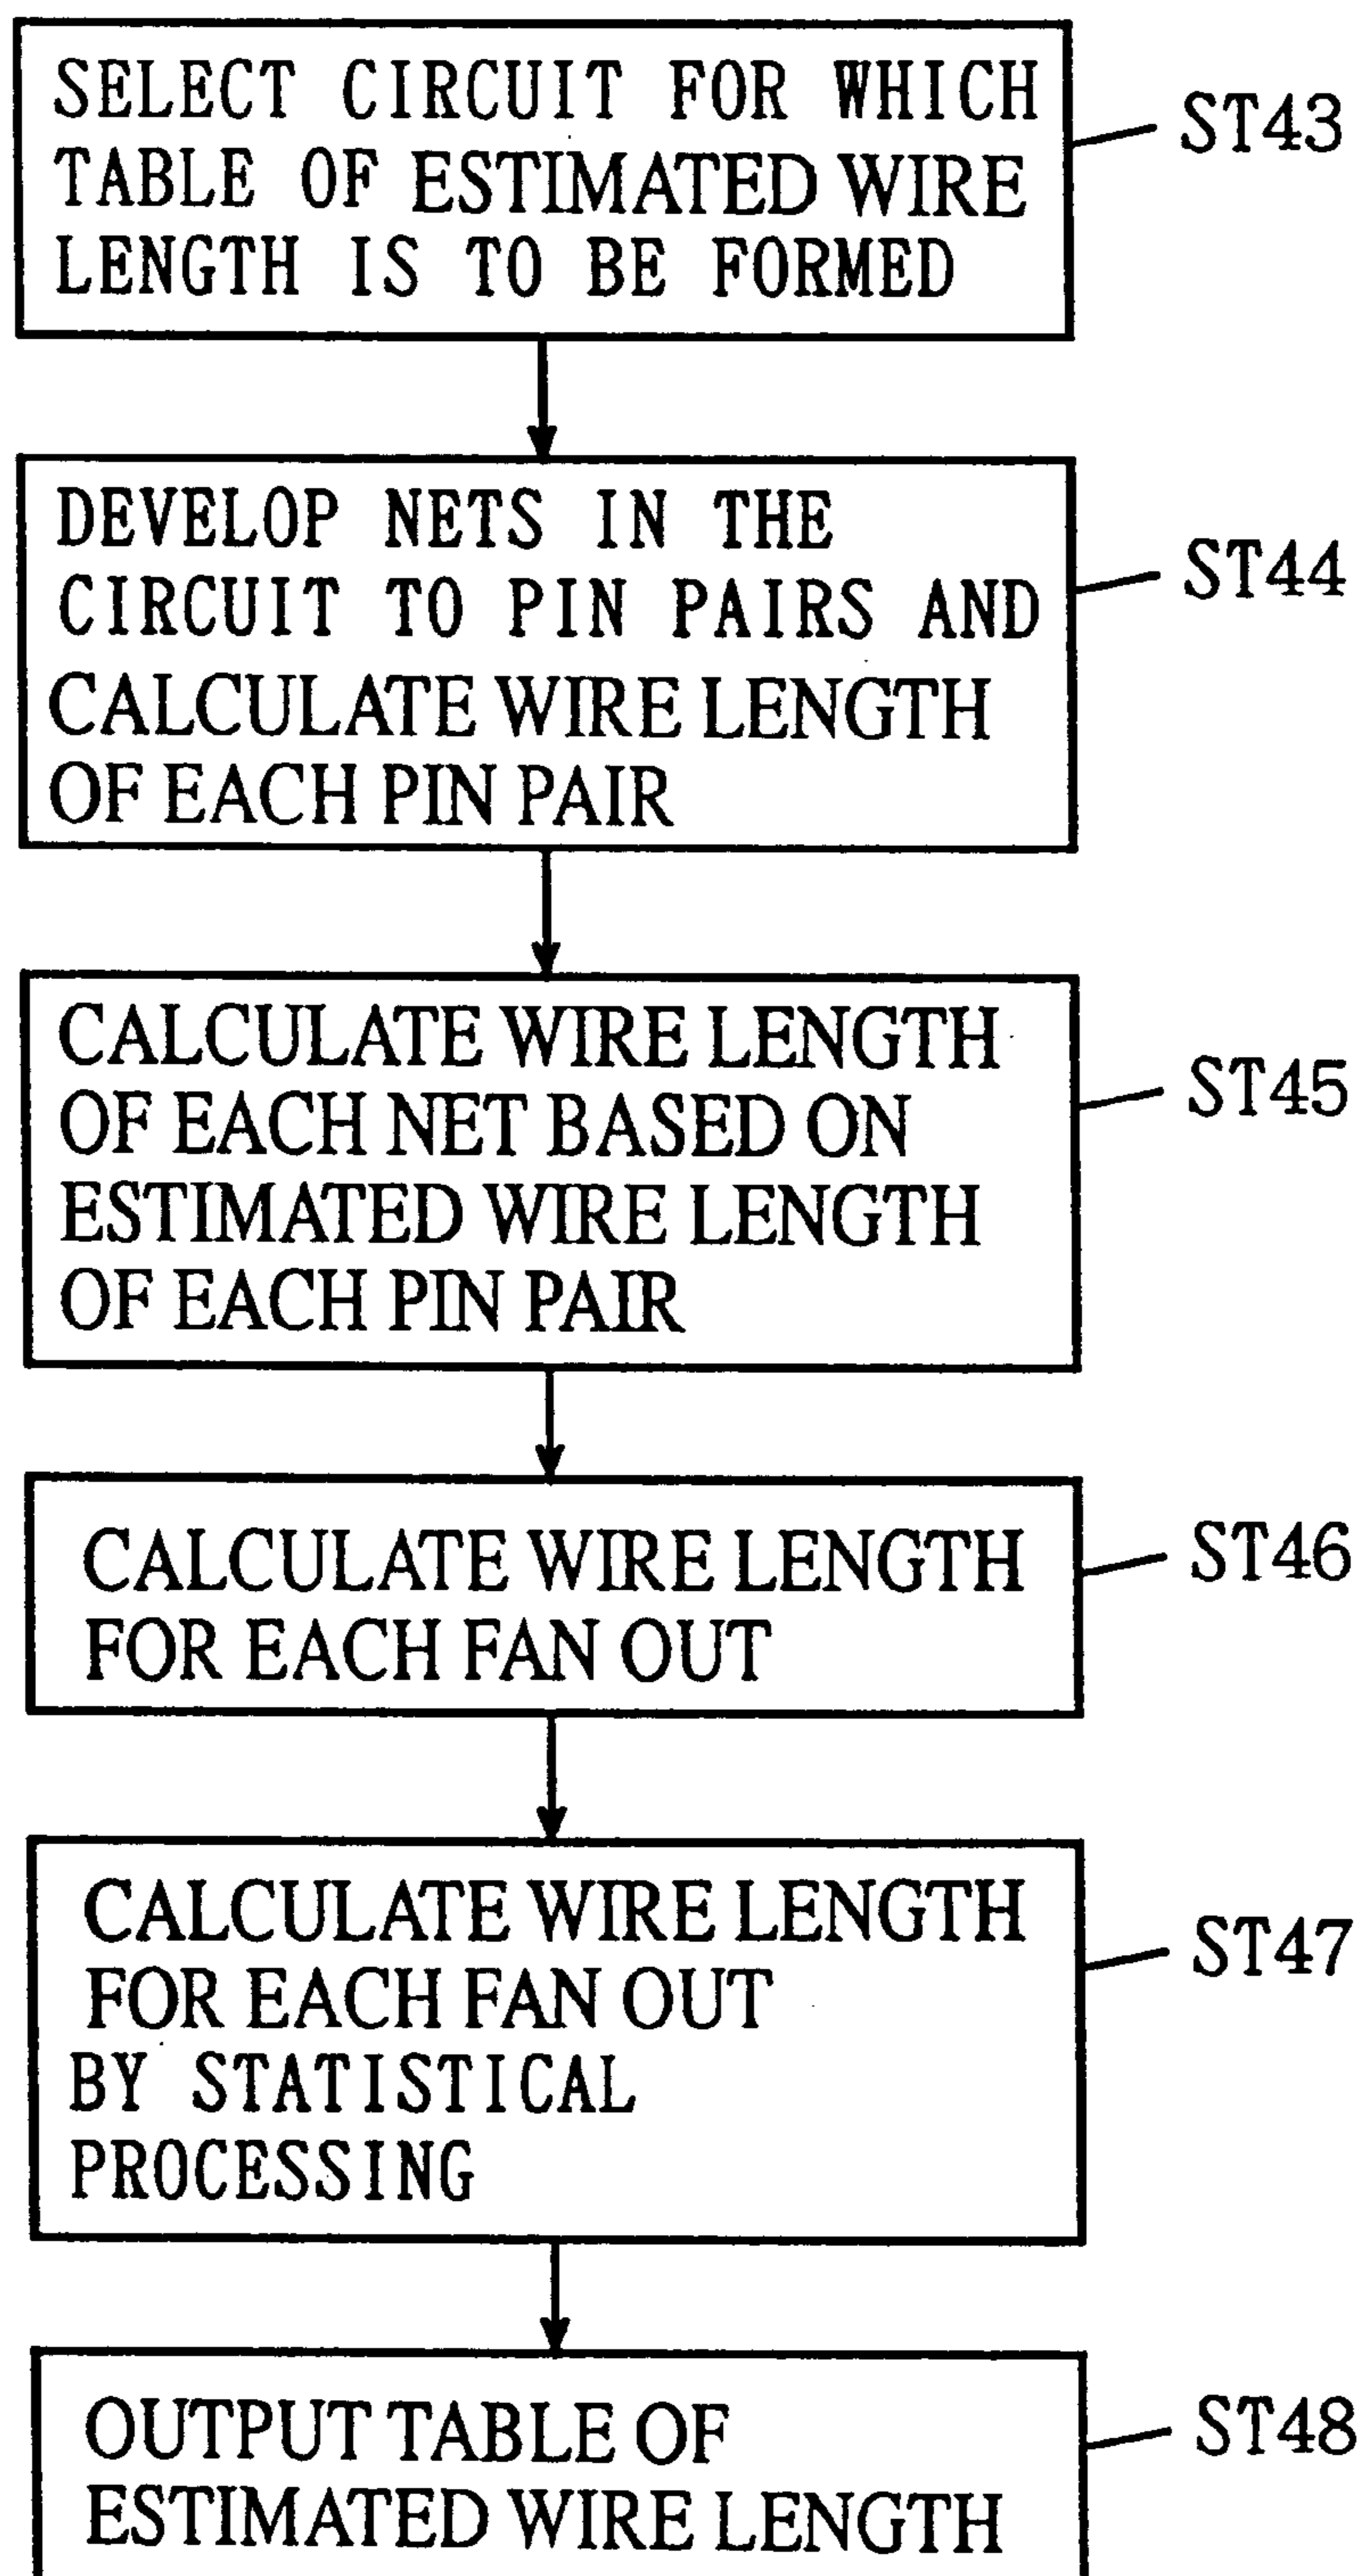 SELECT CIRCUIT FOR WHICH
TABLE OF ESTIMATED WIRE
LENGTH IS TO BE FORMED
ST43
DEVELOP NETS IN THE
CIRCUIT TO PIN PAIRS AND
CALCULATE WIRE LENGTH
OF EACH PIN PAIR
ST44
CALCULATE WIRE LENGTH
OF EACH NET BASED ON
ESTIMATED WIRE LENGTH
OF EACH PIN PAIR
ST45
CALCULATE WIRE LENGTH
FOR EACH FAN OUT
ST46
CALCULATE WIRE LENGTH
FOR EACH FAN OUT
BY STATISTICAL
PROCESSING
ST47
OUTPUT TABLE OF
ESTIMATED WIRE LENGTH
ST48